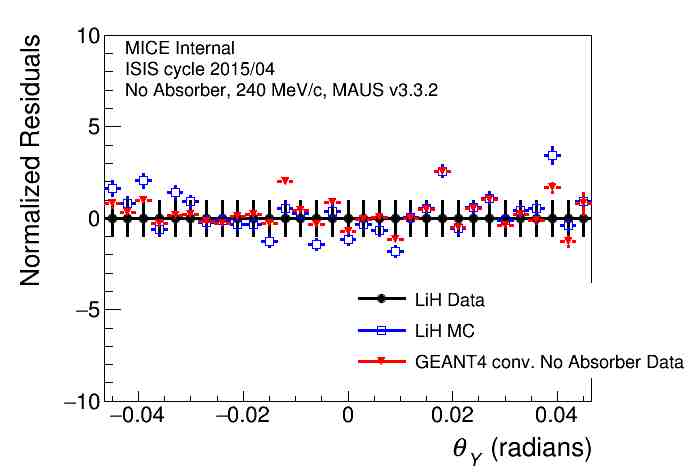 Normalized Residuals
10
5
0
−5
−10
MICE Internal
ISIS cycle 2015/04
No Absorber, 240 MeV/c, MAUS v3.3.2
LiH Data
LiH MC
GEANT4 conv. No Absorber Data
−0.04 −0.02 0 0.02 0.04
θ_Y (radians)